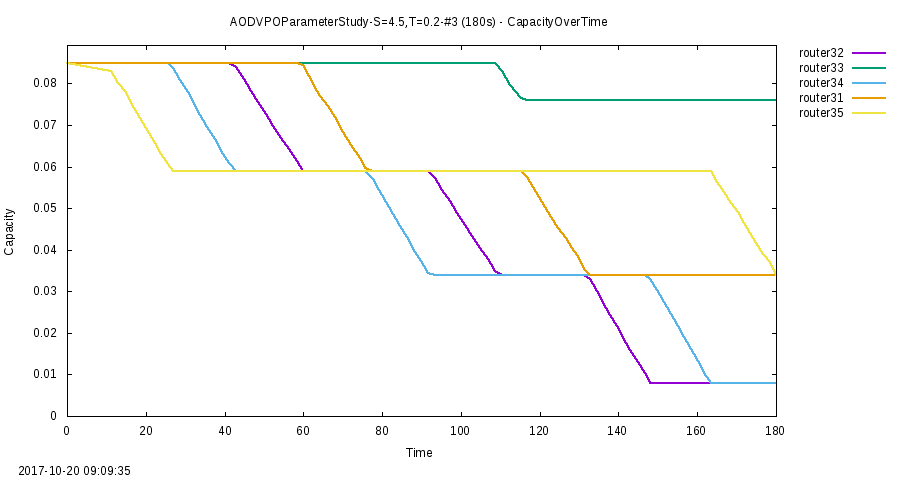 AODVPOParameterStudy-S=4.5,T=0.2-#3 (180s) - CapacityOverTime
router32
router33
router34
router31
router35
0.08
0.07
0.06
0.05
0.04
0.03
0.02
0.01
0
Capacity
0 20 40 60 80 100 120 140 160 180
Time
2017-10-20 09:09:35